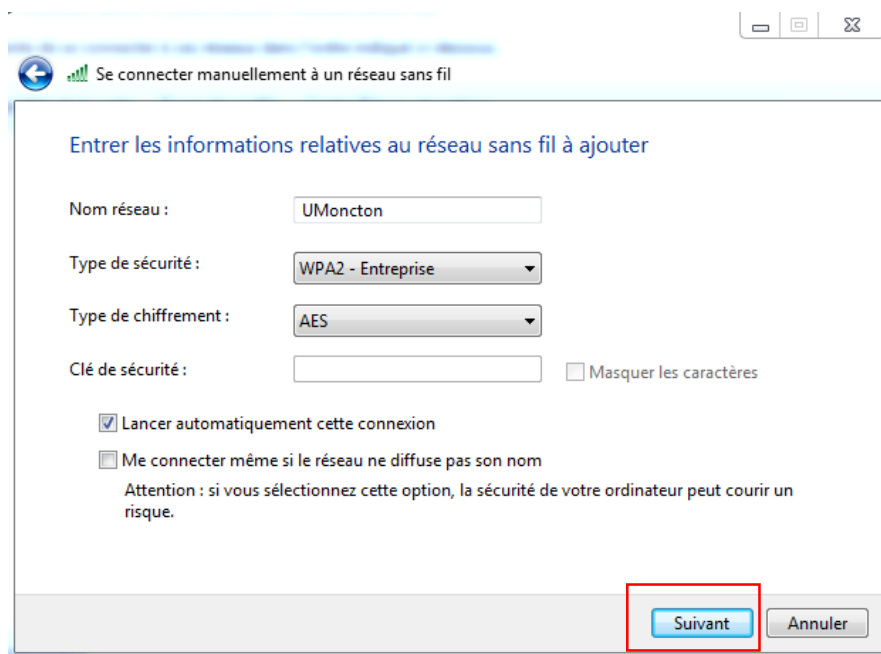 Se connecter manuellement à un réseau sans fil
Entrer les informations relatives au réseau sans fil à ajouter
Nom réseau :
UMoncton
Type de sécurité :
WPA2 - Entreprise
Type de chiffrement :
AES
Clé de sécurité :
Masquer les caractères
Lancer automatiquement cette connexion
Me connecter même si le réseau ne diffuse pas son nom
Attention : si vous sélectionnez cette option, la sécurité de votre ordinateur peut courir un
risque.
Suivant
Annuler